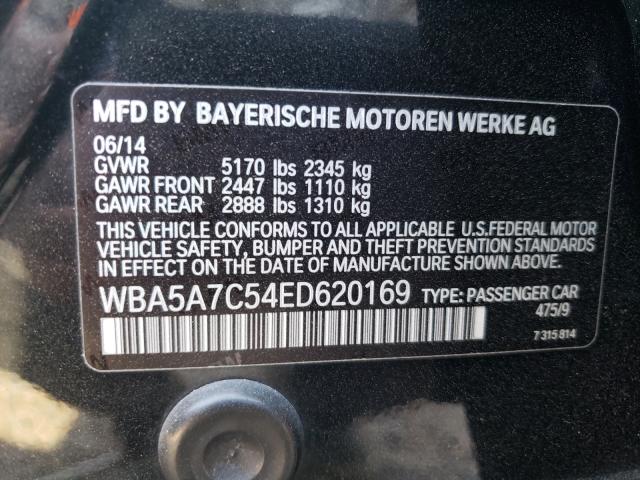 MFD BY BAYERISCHE MOTOREN WERKE AG
06/14
GVWR 5170 lbs 2345 kg
GAWR FRONT 2447 lbs 1110 kg
GAWR REAR 2888 lbs 1310 kg
THIS VEHICLE CONFORMS TO ALL APPLICABLE U.S.FEDERAL MOTOR
VEHICLE SAFETY, BUMPER AND THEFT PREVENTION STANDARDS
IN EFFECT ON THE DATE OF MANUFACTURE SHOWN ABOVE.
WBA5A7C54ED620169 TYPE: PASSENGER CAR
475/9
7 315 814